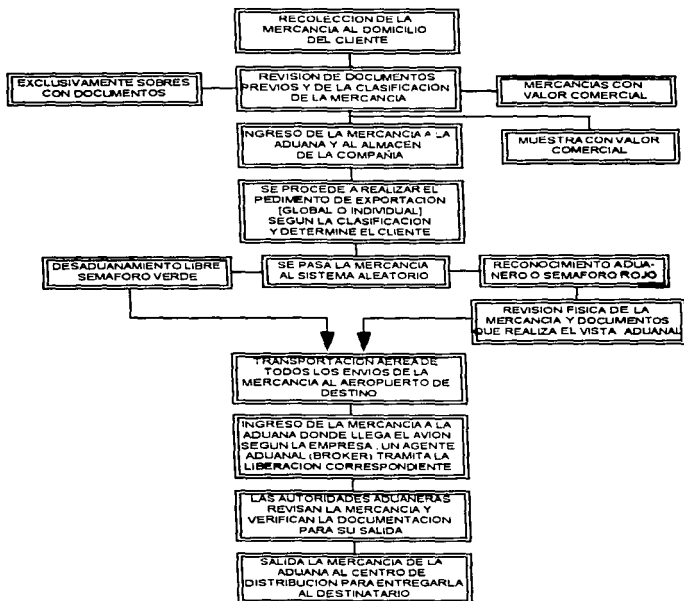 RECOLECCION DE LA
MERCANCIA AL DOMICILIO
DEL CLIENTE
EXCLUSIVAMENTE SOBRES
CON DOCUMENTOS
REVISION DE DOCUMENTOS
PREVIOS Y DE LA CLASIFICACION
DE LA MERCANCIA
MERCANCIAS CON
VALOR COMERCIAL
INGRESO DE LA MERCANCIA A LA
ADUANA Y AL ALMACEN
DE LA COMPAÑIA
MUESTRA CON VALOR
COMERCIAL
SE PROCEDE A REALIZAR EL
PEDIMENTO DE EXPORTACION
[GLOBAL O INDIVIDUAL]
SEGUN LA CLASIFICACION
Y DETERMINE EL CLIENTE
DESADUANAMIENTO LIBRE
SEMAFORO VERDE
SE PASA LA MERCANCIA
AL SISTEMA ALEATORIO
RECONOCIMIENTO ADUA-
NERO O SEMAFORO ROJO
REVISION FISICA DE
LA MERCANCIA Y DOCUMENTOS
QUE REALIZA EL VISTA ADUANAL
TRANSPORTACION AEREA DE
TODOS LOS ENVIOS DE LA
MERCANCIA AL AEROPUERTO DE
DESTINO
INGRESO DE LA MERCANCIA A LA
ADUANA DONDE LLEGA EL AVION
SEGUN LA EMPRESA , UN AGENTE
ADUANAL (BROKER) TRAMITA LA
LIBERACION CORRESPONDIENTE
LAS AUTORIDADES ADUANERAS
REVISAN LA MERCANCIA Y
VERIFICAN LA DOCUMENTACION
PARA SU SALIDA
SALIDA LA MERCANCIA DE LA
ADUANA AL CENTRO DE
DISTRIBUCION PARA ENTREGARLA
AL DESTINATARIO